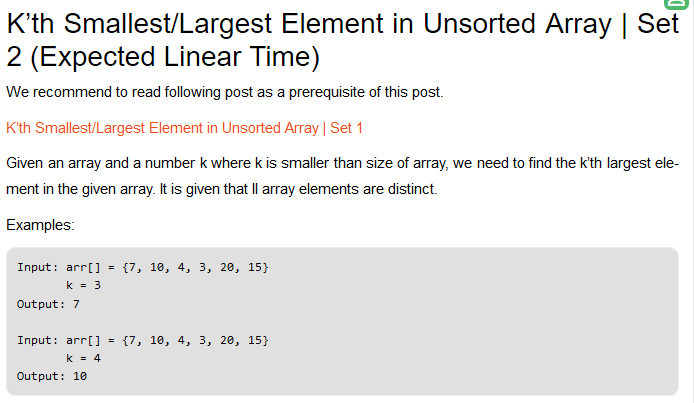 K'th Smallest/Largest Element in Unsorted Array | Set
2 (Expected Linear Time)
We recommend to read following post as a prerequisite of this post.
K'th Smallest/Largest Element in Unsorted Array | Set 1
Given an array and a number k where k is smaller than size of array, we need to find the k'th largest ele-
ment in the given array. It is given that ll array elements are distinct.
Examples:
Input: arr[] = {7, 10, 4, 3, 20, 15}
k = 3
Output: 7
Input: arr[] = {7, 10, 4, 3, 20, 15}
k = 4
Output: 10